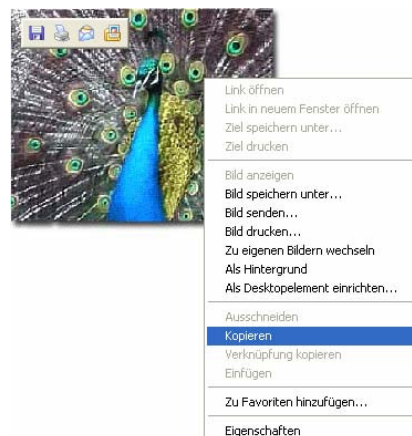 Link öffnen
Link in neuem Fenster öffnen
Ziel speichern unter...
Ziel drucken
Bild anzeigen
Bild speichern unter...
Bild senden...
Bild drucken...
Zu eigenen Bildern wechseln
Als Hintergrund
Als Desktopelement einrichten...
Ausschneiden
Kopieren
Verknüpfung kopieren
Einfügen
Zu Favoriten hinzufügen...
Eigenschaften